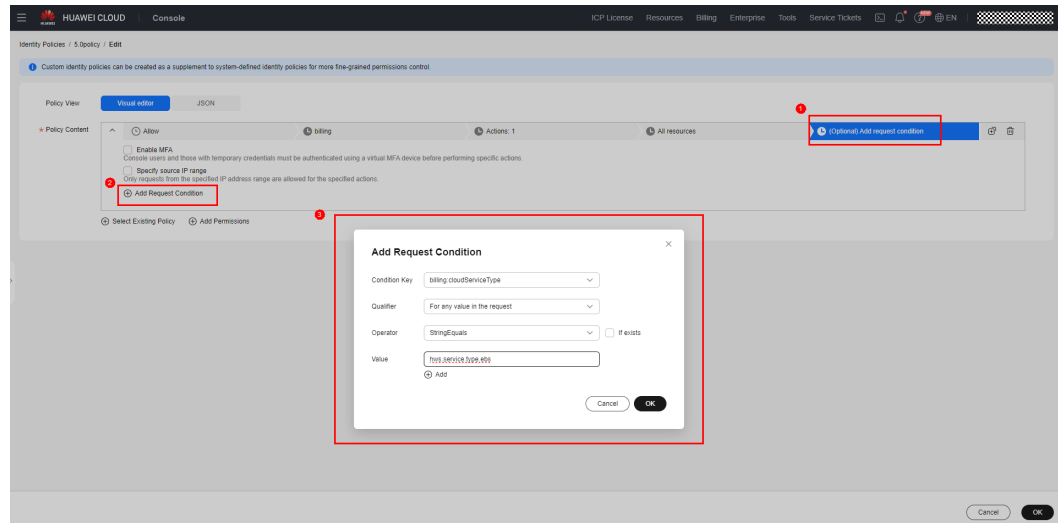 HUAWEI CLOUD Console ICP License Resources Billing Enterprise Tools Service Tickets EN
HUAWEI
Identity Policies / 5.0policy / Edit
Custom identity policies can be created as a supplement to system-defined identity policies for more fine-grained permissions control.
Policy View Visual editor JSON
1
* Policy Content Allow billing Actions: 1 All resources (Optional) Add request condition
Enable MFA
Console users and those with temporary credentials must be authenticated using a virtual MFA device before performing specific actions.
Specify source IP range
Only requests from the specified IP address range are allowed for the specified actions.
2
Add Request Condition
3
Select Existing Policy Add Permissions
Add Request Condition
Condition Key billing:cloudServiceType
Qualifier For any value in the request
Operator StringEquals If exists
Value hws.service.type.ebs
Add
Cancel OK
Cancel OK